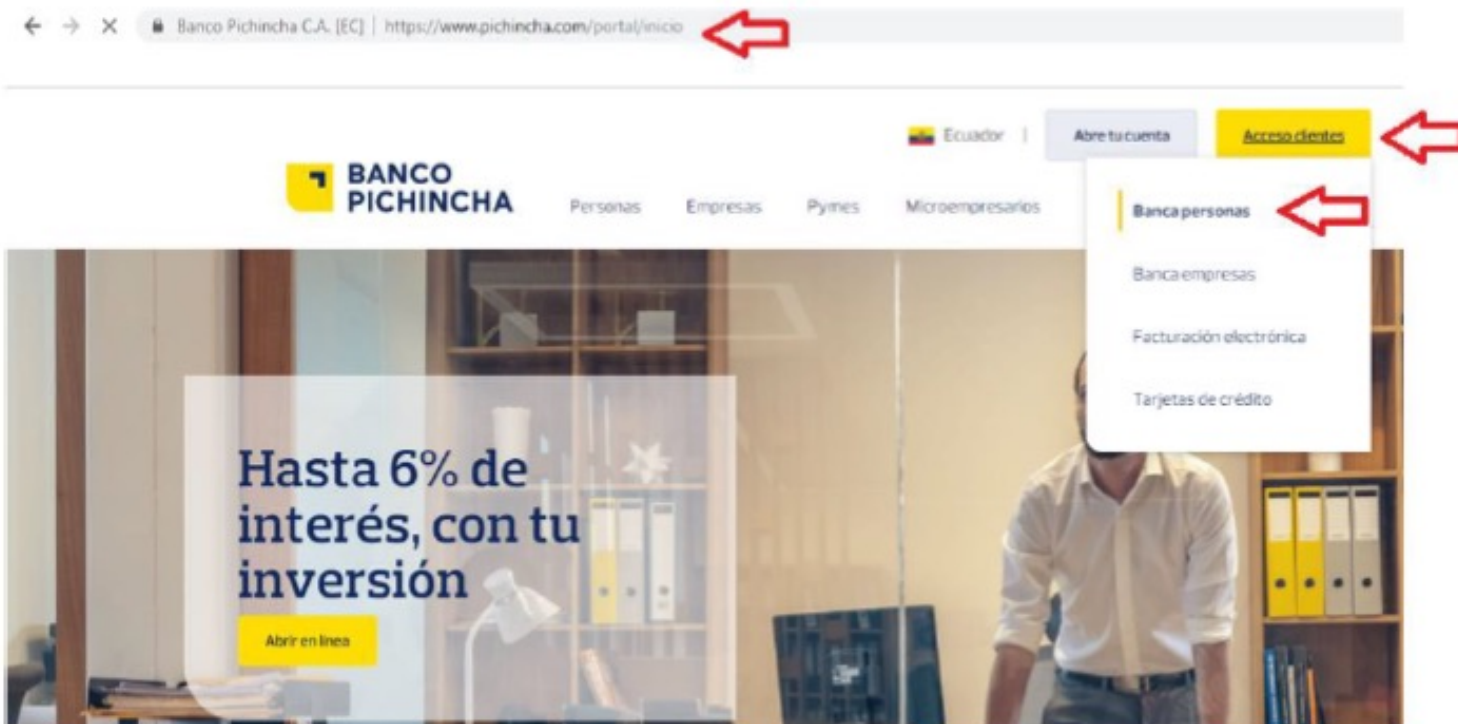 Banco Pichincha C.A. [EC] | https://www.pichincha.com/portal/inicio
Ecuador |
Abre tu cuenta
Acceso clientes
BANCO
PICHINCHA
Personas
Empresas
Pymes
Microempresarios
Banca personas
Banca empresas
Facturación electrónica
Tarjetas de crédito
Hasta 6% de
interés, con tu
inversión
Abrir en línea